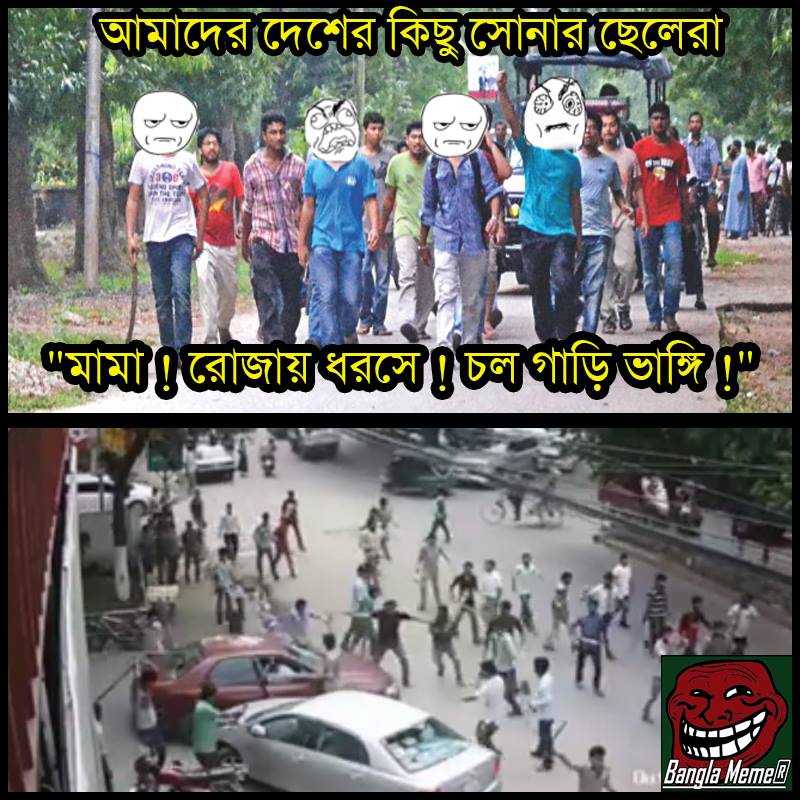 আমাদের দেশের কিছু সোনার ছেলেরা
"মামা ! রোজায় ধরসে ! চল গাড়ি ভাঙ্গি !"
Bangla Meme®